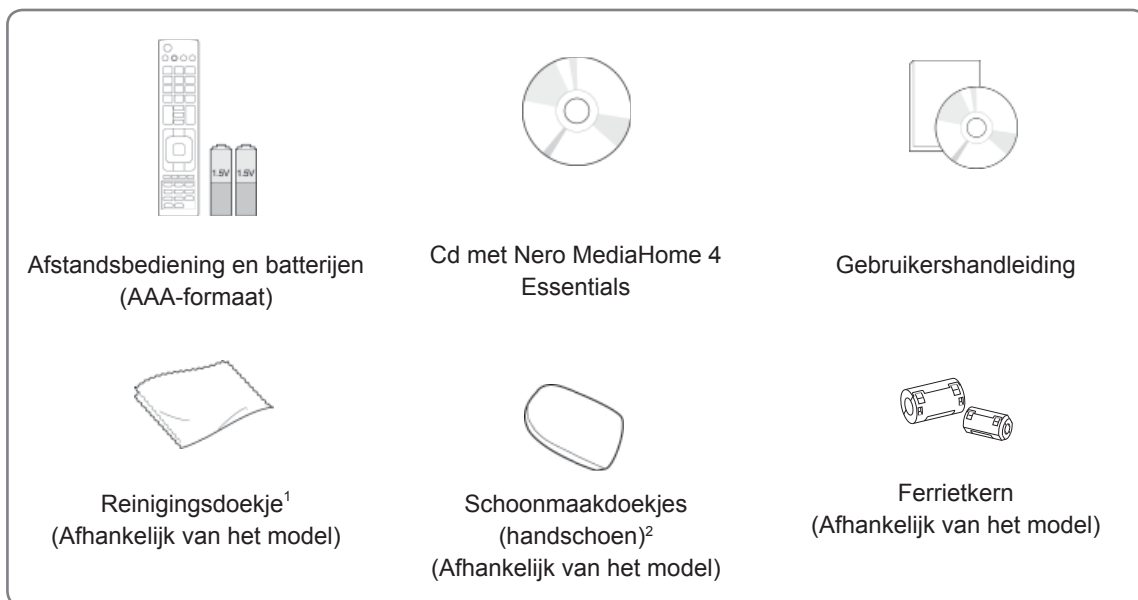 1.5V 1.5V
Afstandsbediening en batterijen
(AAA-formaat)
Cd met Nero MediaHome 4
Essentials
Gebruikershandleiding
Reinigingsdoekje¹
(Afhankelijk van het model)
Schoonmaakdoekjes
(handschoen)²
(Afhankelijk van het model)
Ferrietkern
(Afhankelijk van het model)